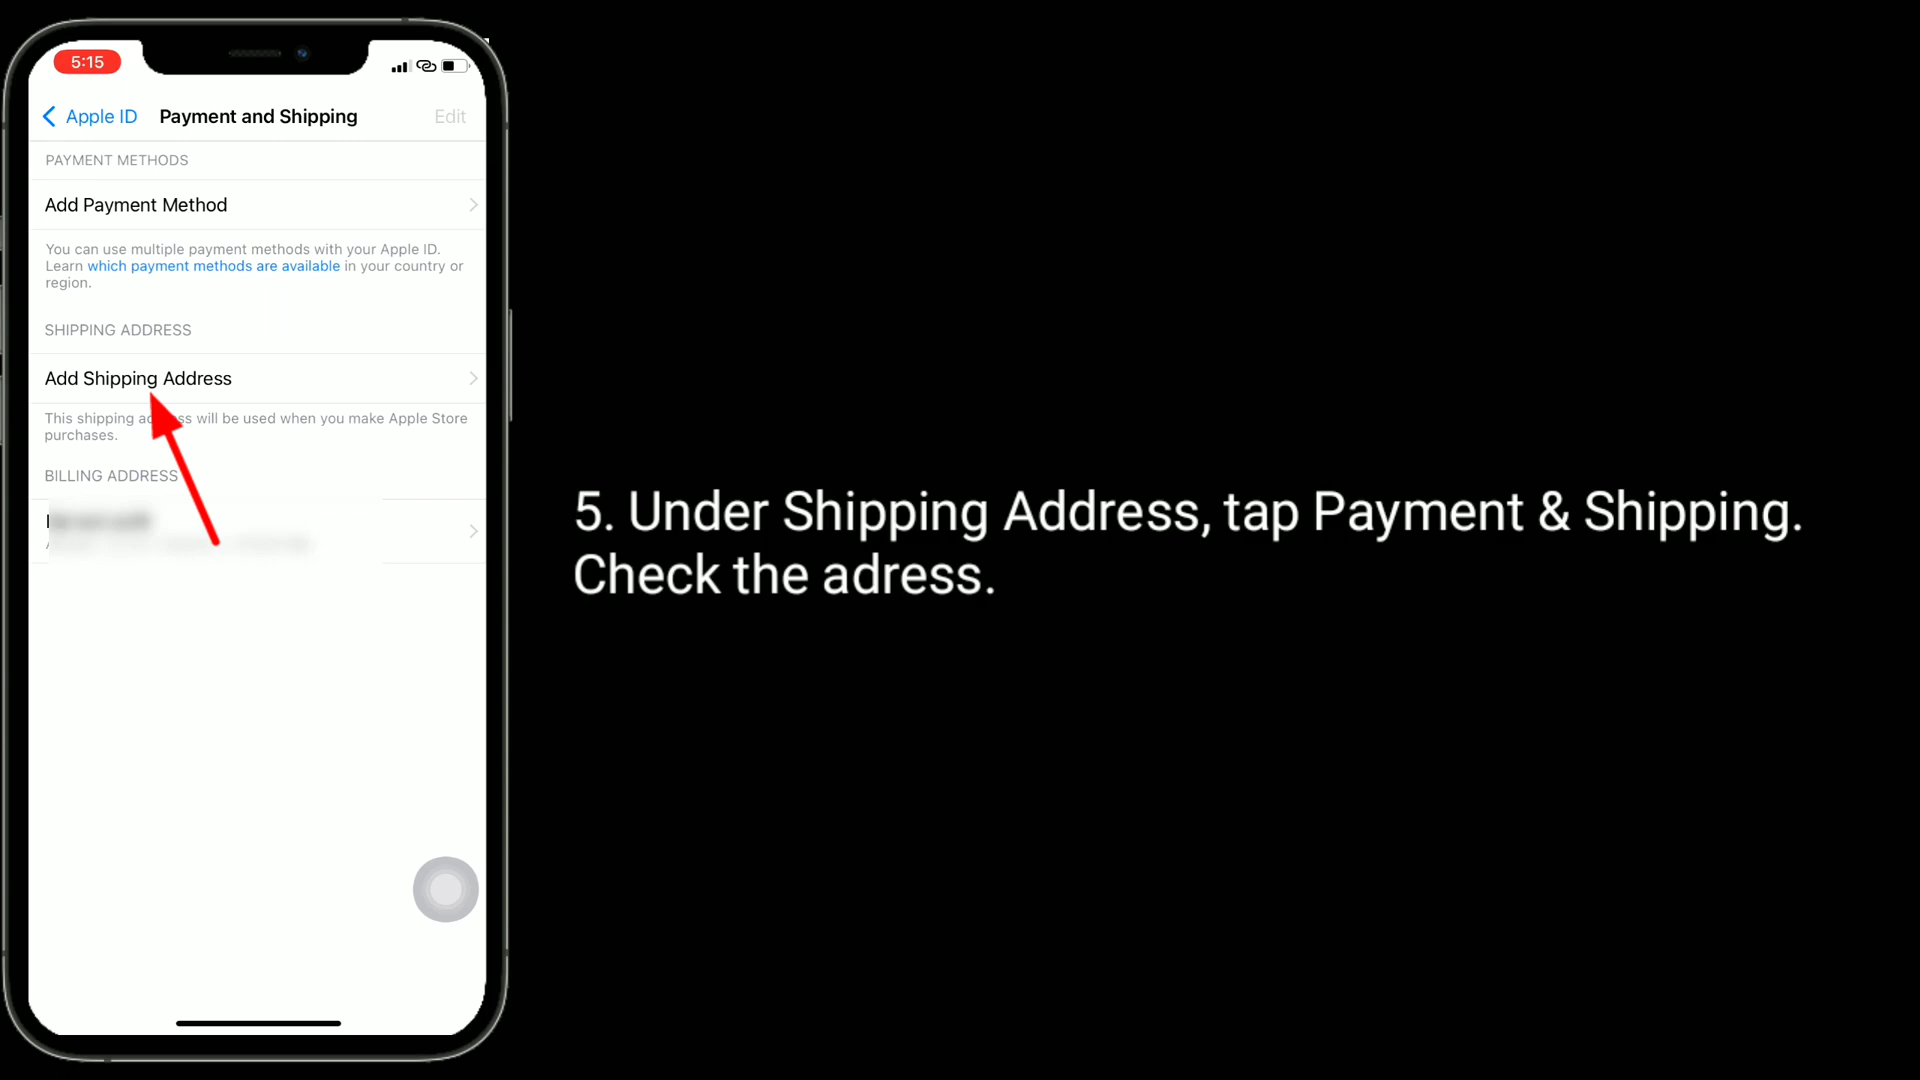 5:15
Apple ID Payment and Shipping Edit
PAYMENT METHODS
Add Payment Method
You can use multiple payment methods with your Apple ID.
Learn which payment methods are available in your country or
region.
SHIPPING ADDRESS
Add Shipping Address
This shipping will be used when you make Apple Store
purchases.
BILLING ADDRESS
5. Under Shipping Address, tap Payment & Shipping.
Check the adress.